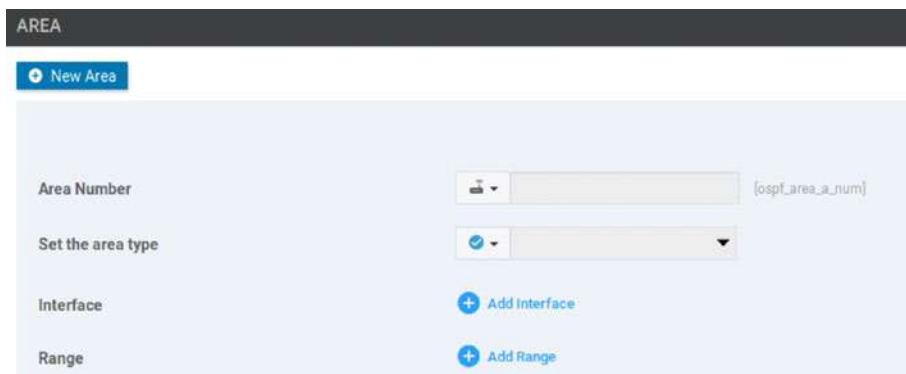 AREA
New Area
Area Number [ospf_area_a_num]
Set the area type
Interface Add Interface
Range Add Range